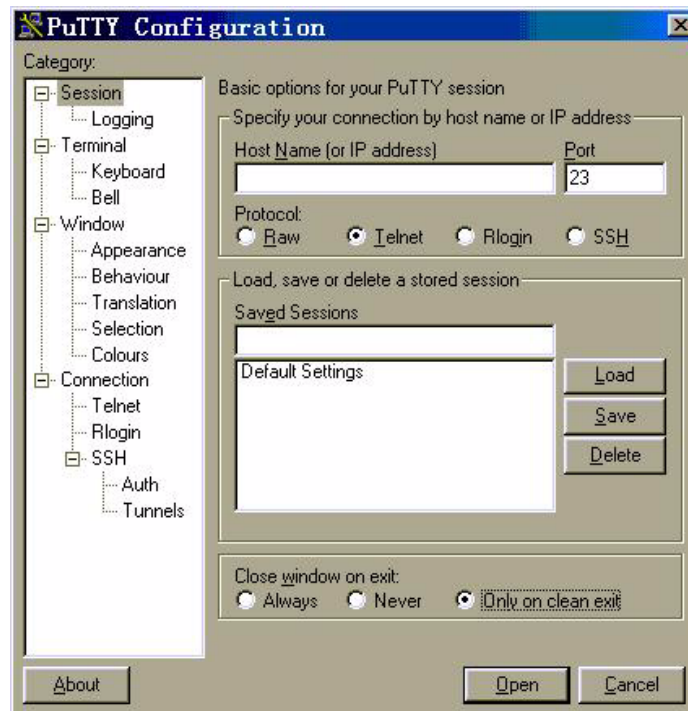 PuTTY Configuration
Category:
Session
Logging
Terminal
Keyboard
Bell
Window
Appearance
Behaviour
Translation
Selection
Colours
Connection
Telnet
Rlogin
SSH
Auth
Tunnels
Basic options for your PuTTY session
Specify your connection by host name or IP address
Host Name (or IP address) Port
23
Protocol:
Raw Telnet Rlogin SSH
Load, save or delete a stored session
Saved Sessions
Default Settings
Load
Save
Delete
Close window on exit:
Always Never Only on clean exit
About Open Cancel